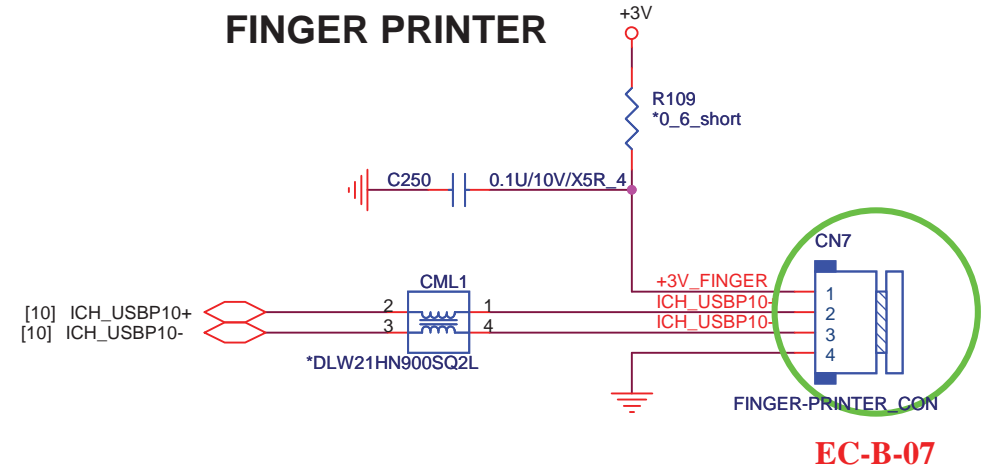 FINGER PRINTER
+3V
R109
*0_6_short
C250
0.1U/10V/X5R_4
CN7
CML1
+3V_FINGER
ICH_USBP10-
ICH_USBP10-
[10] ICH_USBP10+
[10] ICH_USBP10-
2
1
3
4
1
2
3
4
*DLW21HN900SQ2L
FINGER-PRINTER_CON
EC-B-07